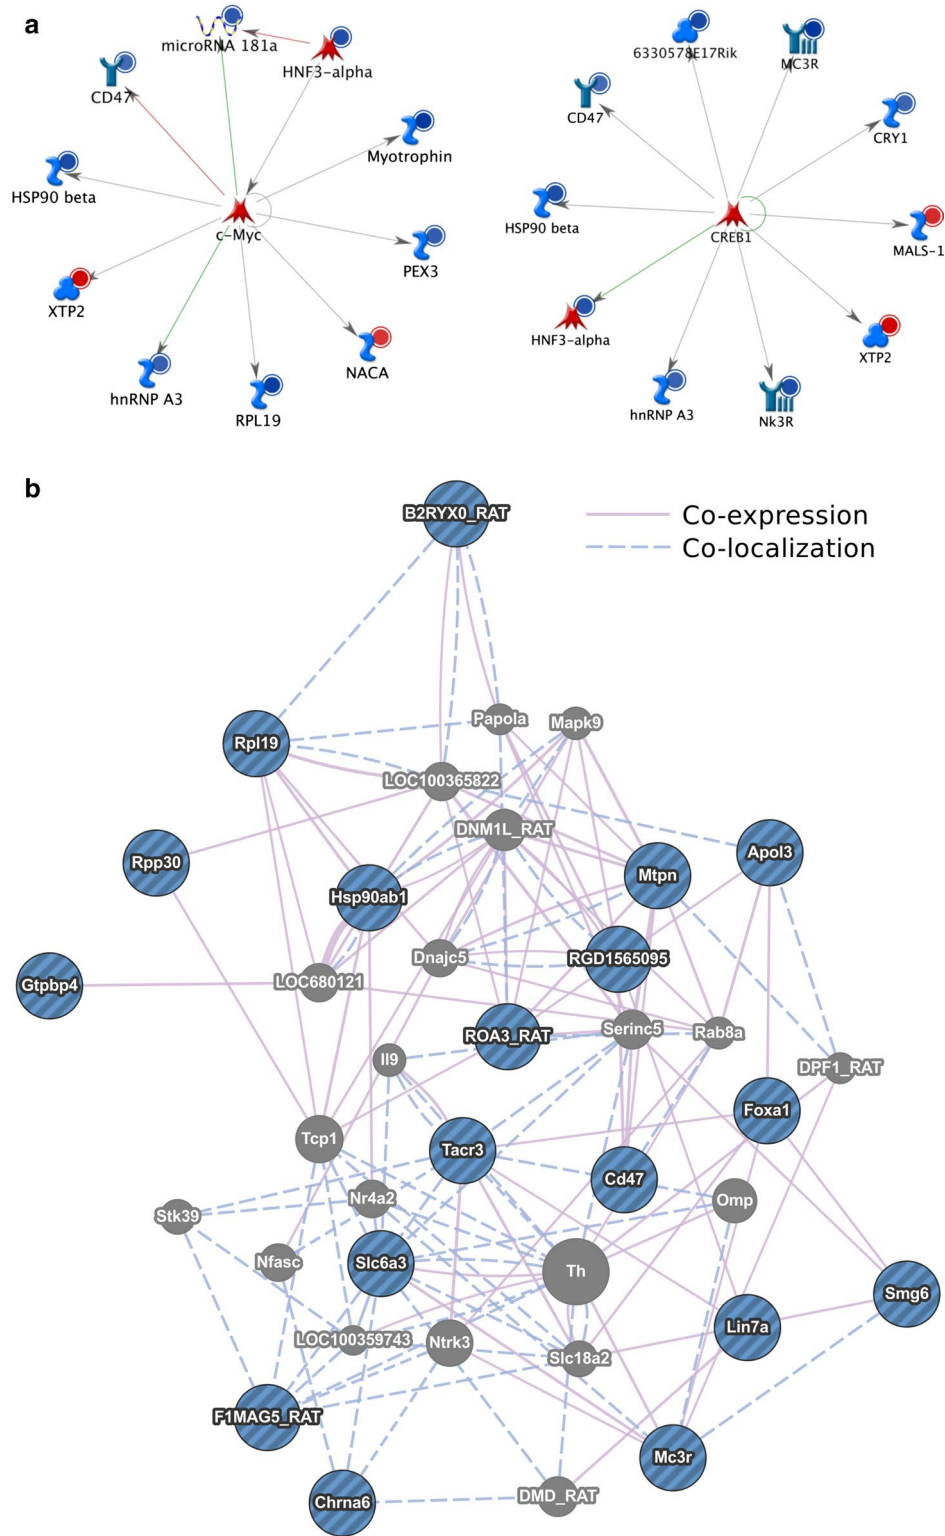 a
microRNA 181a
HNF3-alpha
CD47
Myotrophin
HSP90 beta
c-Myc
PEX3
XTP2
NACA
hnRNP A3
RPL19
6330578E17Rik
MC3R
CD47
CRY1
HSP90 beta
CREB1
MALS-1
HNF3-alpha
XTP2
hnRNP A3
Nk3R
b
B2RYX0_RAT
Co-expression
Co-localization
Papola
Mapk9
Rpl19
LOC100365822
DNM1L_RAT
Apol3
Rpp30
Mtpn
Hsp90ab1
Dnajc5
RGD1565095
Gtpbp4
LOC680121
ROA3_RAT
Serinc5
Rab8a
Il9
DPF1_RAT
Foxa1
Tcp1
Tacr3
Cd47
Nr4a2
Omp
Stk39
Nfasc
Slc6a3
Th
Smg6
Lin7a
LOC100359743
Ntrk3
Slc18a2
F1MAG5_RAT
Mc3r
Chrna6
DMD_RAT